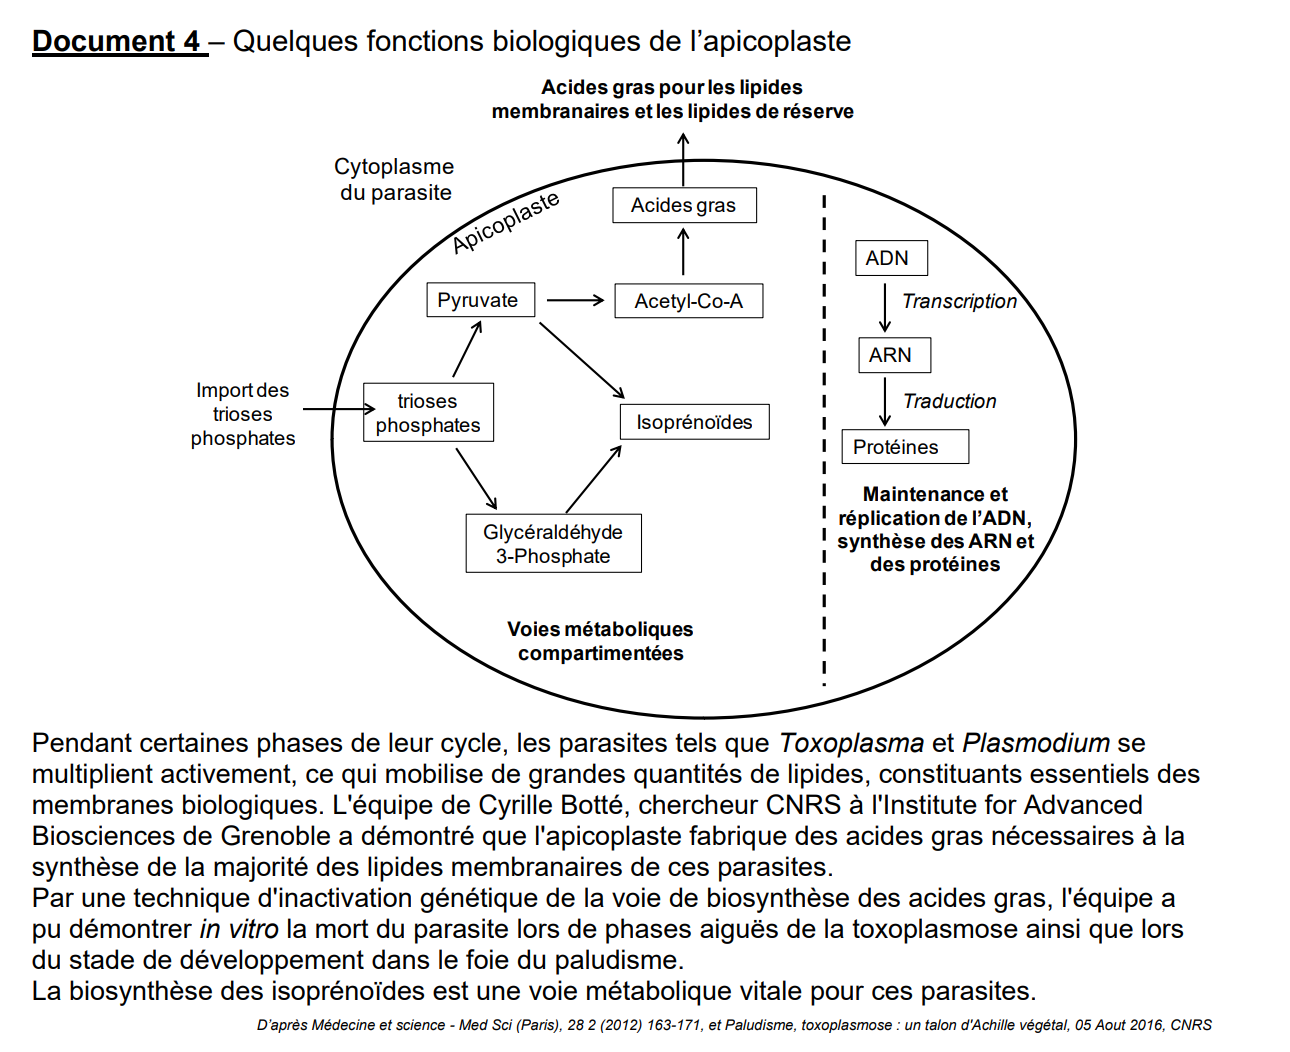 Document 4 – Quelques fonctions biologiques de l'apicoplaste
Acides gras pour les lipides
membranaires et les lipides de réserve
Cytoplasme
du parasite
Apicoplaste
Acides gras
ADN
Pyruvate
Acetyl-Co-A
Transcription
ARN
Import des
trioses
phosphates
trioses
phosphates
Isoprénoïdes
Traduction
Protéines
Glycéraldéhyde
3-Phosphate
Maintenance et
réplication de l'ADN,
synthèse des ARN et
des protéines
Voies métaboliques
compartimentées
Pendant certaines phases de leur cycle, les parasites tels que Toxoplasma et Plasmodium se
multiplient activement, ce qui mobilise de grandes quantités de lipides, constituants essentiels des
membranes biologiques. L'équipe de Cyrille Botté, chercheur CNRS à l'Institute for Advanced
Biosciences de Grenoble a démontré que l'apicoplaste fabrique des acides gras nécessaires à la
synthèse de la majorité des lipides membranaires de ces parasites.
Par une technique d'inactivation génétique de la voie de biosynthèse des acides gras, l'équipe a
pu démontrer in vitro la mort du parasite lors de phases aiguës de la toxoplasmose ainsi que lors
du stade de développement dans le foie du paludisme.
La biosynthèse des isoprénoïdes est une voie métabolique vitale pour ces parasites.
D'après Médecine et science - Med Sci (Paris), 28 2 (2012) 163-171, et Paludisme, toxoplasmose : un talon d'Achille végétal, 05 Aout 2016, CNRS